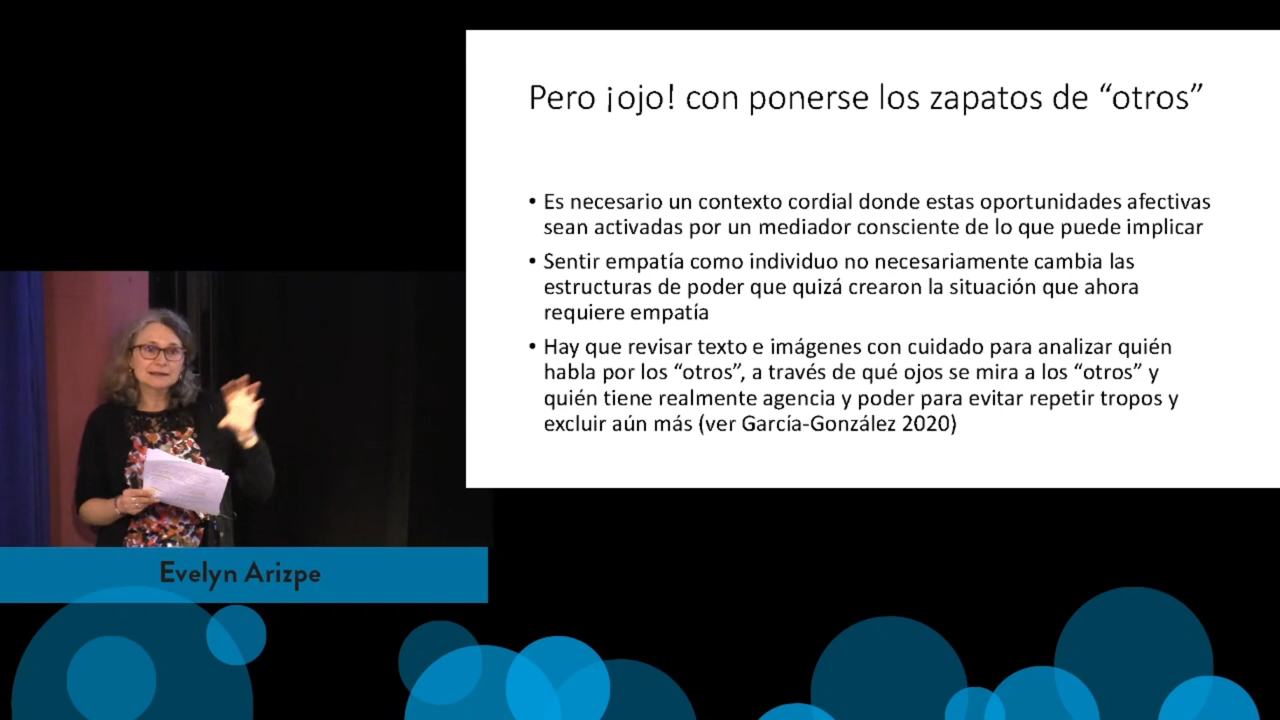 Pero ¡ojo! con ponerse los zapatos de “otros”
• Es necesario un contexto cordial donde estas oportunidades afectivas
sean activadas por un mediador consciente de lo que puede implicar
• Sentir empatía como individuo no necesariamente cambia las
estructuras de poder que quizá crearon la situación que ahora
requiere empatía
• Hay que revisar texto e imágenes con cuidado para analizar quién
habla por los “otros”, a través de qué ojos se mira a los “otros” y
quién tiene realmente agencia y poder para evitar repetir tropos y
excluir aún más (ver García-González 2020)
Evelyn Arizpe